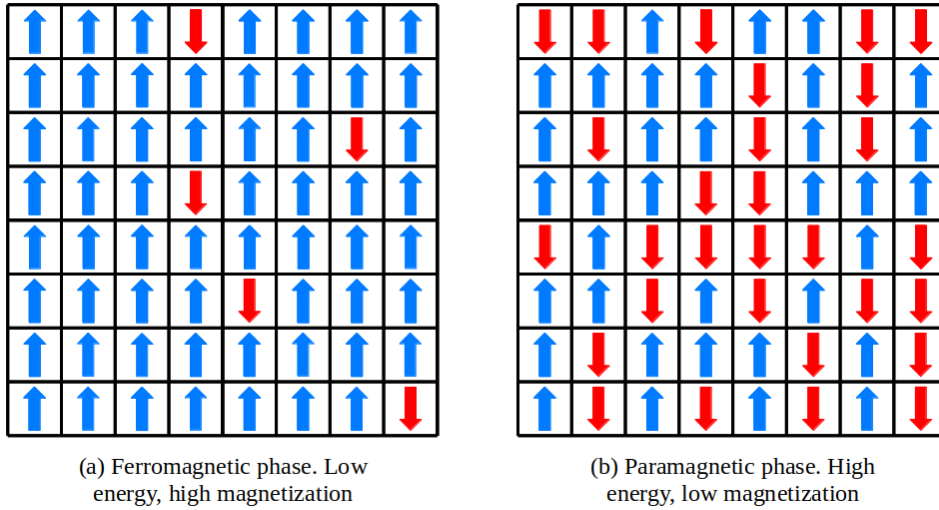 (a) Ferromagnetic phase. Low
energy, high magnetization
(b) Paramagnetic phase. High
energy, low magnetization